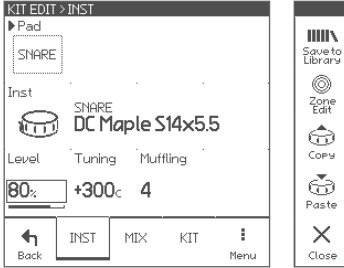 KIT EDIT>INST
Pad
SNARE
Inst
SNARE
DC Maple S14x5.5
Level Tuning Muffling
80% +300c 4
Back INST MIX KIT Menu
Save to
Library
Zone
Edit
Copy
Paste
Close